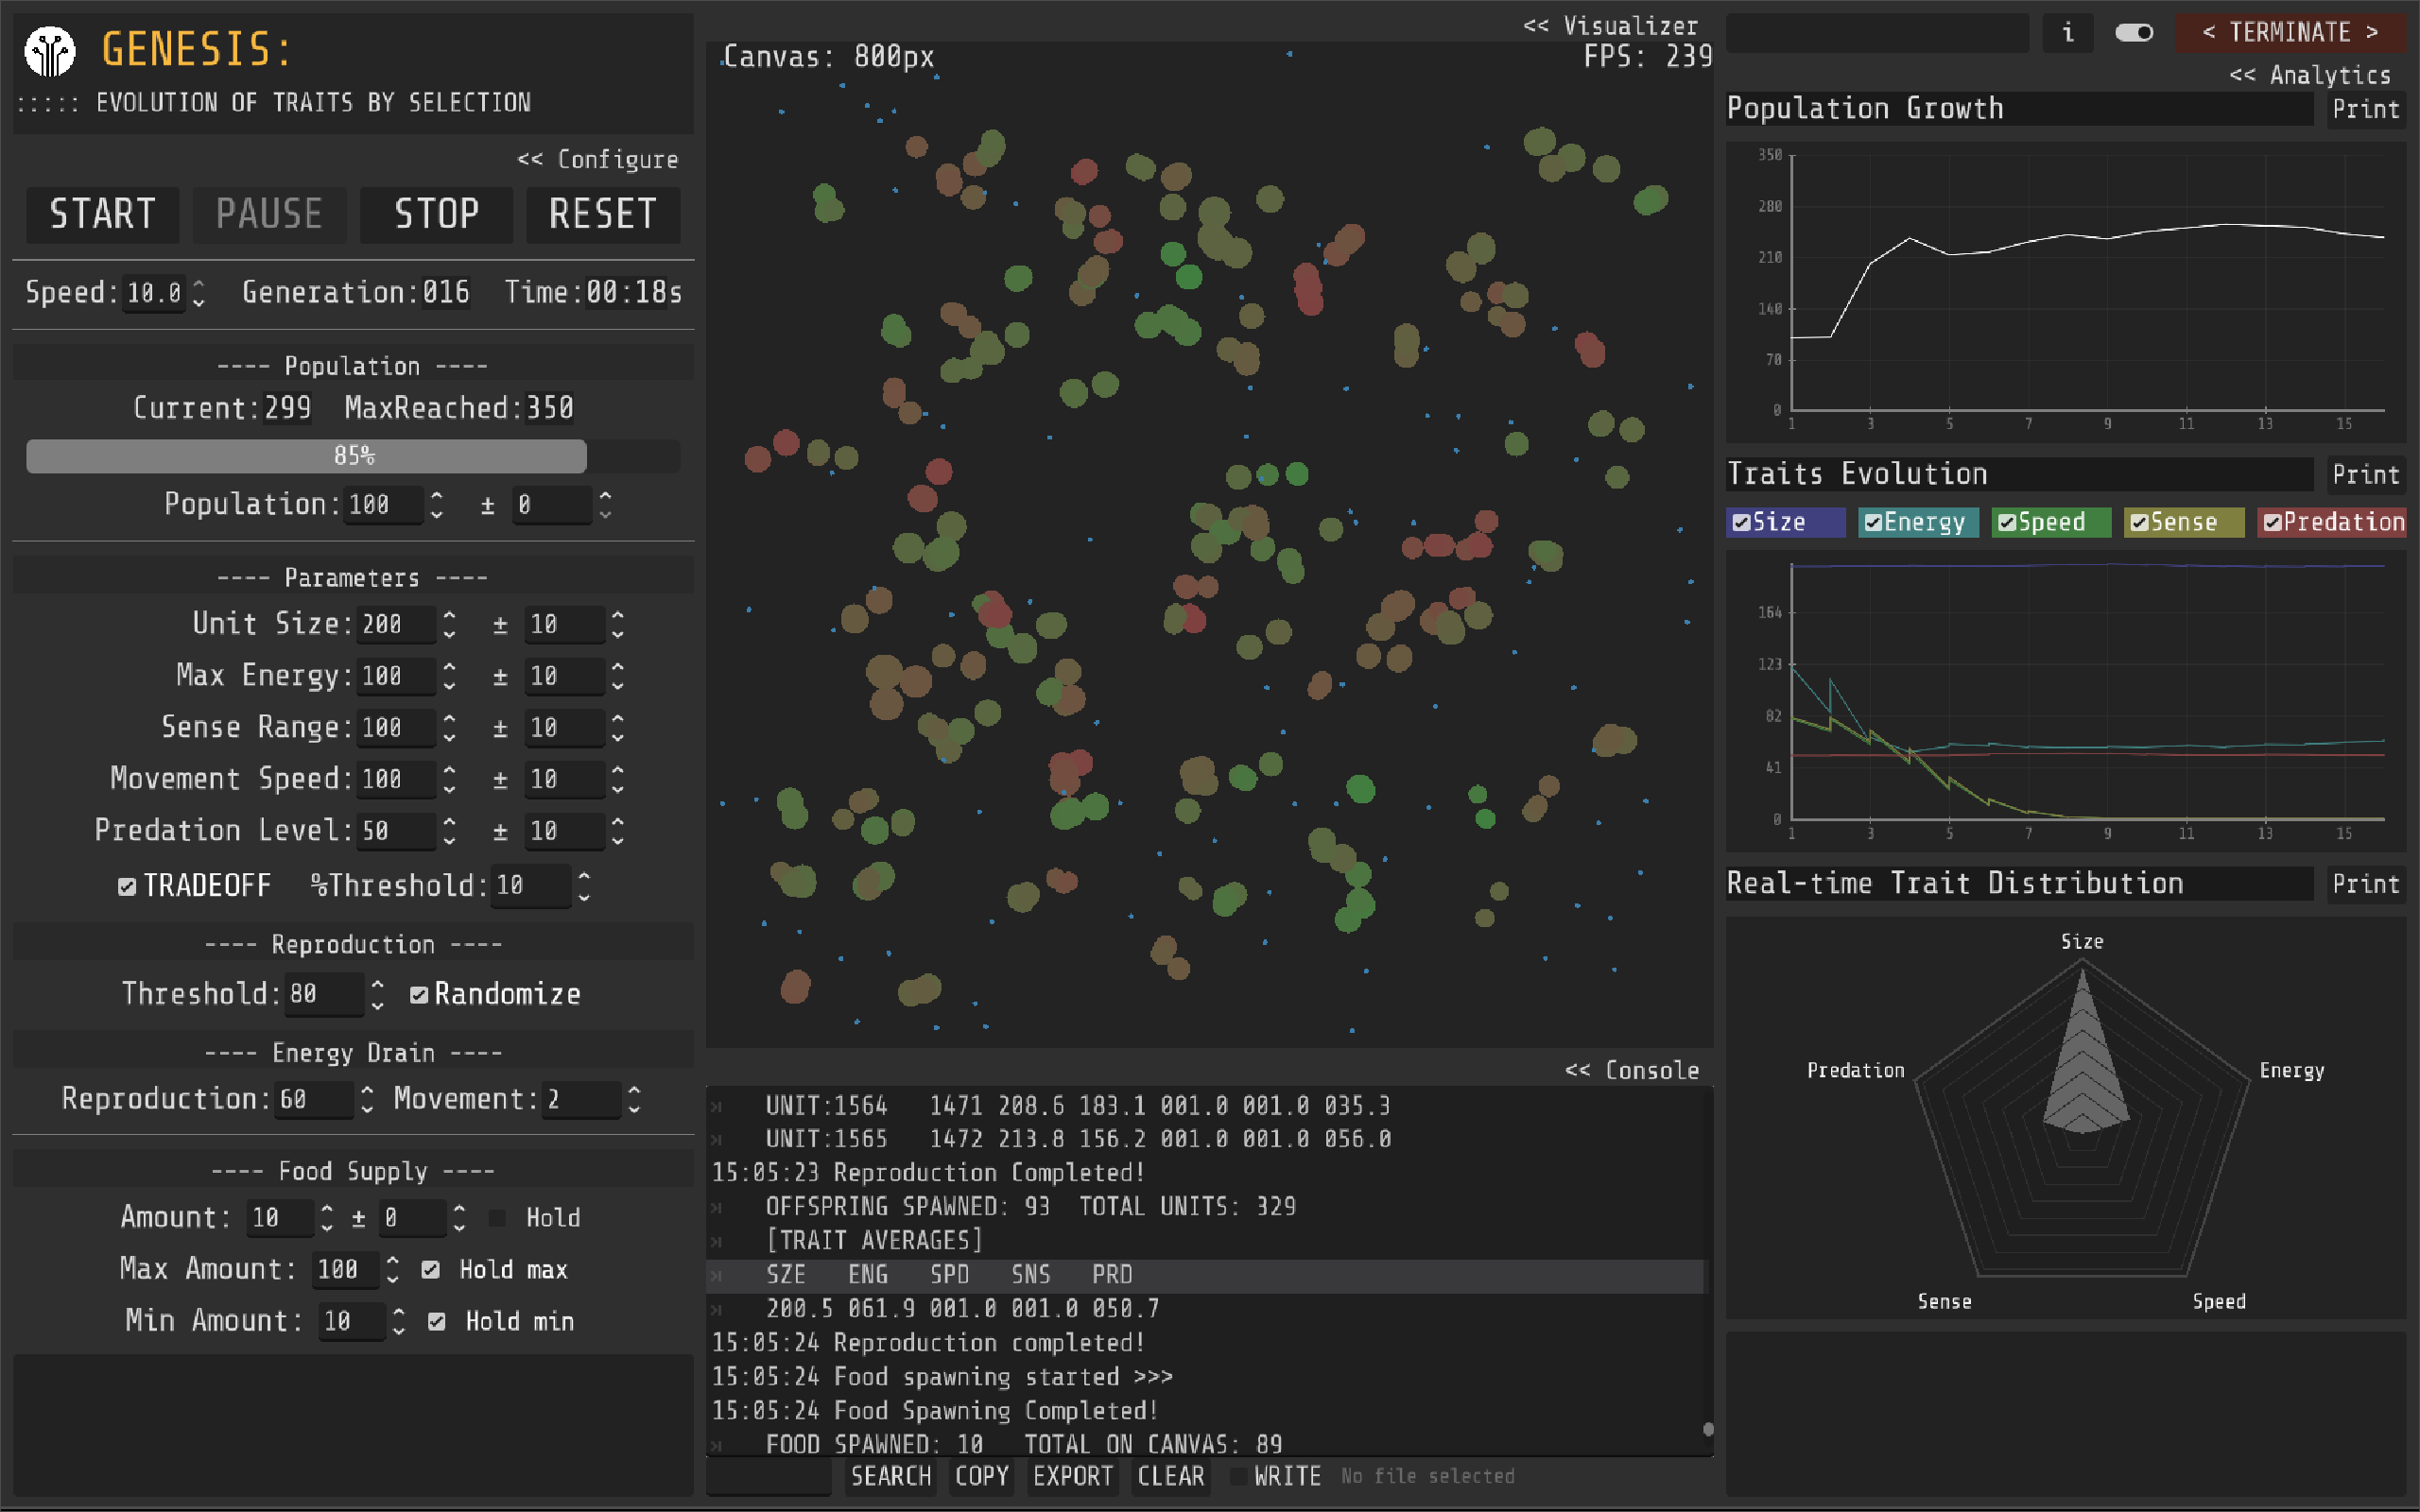 GENESIS:
::::: EVOLUTION OF TRAITS BY SELECTION
<< Configure
START PAUSE STOP RESET
Speed: 10.0 Generation:016 Time:00:18s
---- Population ----
Current:299 MaxReached:350
85%
Population: 100 ± 0
---- Parameters ----
Unit Size: 200 ± 10
Max Energy: 100 ± 10
Sense Range: 100 ± 10
Movement Speed: 100 ± 10
Predation Level: 50 ± 10
TRADEOFF %Threshold: 10
---- Reproduction ----
Threshold: 80 Randomize
---- Energy Drain ----
Reproduction: 60 Movement: 2
---- Food Supply ----
Amount: 10 ± 0 Hold
Max Amount: 100 Hold max
Min Amount: 10 Hold min
<< Visualizer
Canvas: 800px FPS: 239
<< Console
UNIT:1564 1471 208.6 183.1 001.0 001.0 035.3
UNIT:1565 1472 213.8 156.2 001.0 001.0 056.0
15:05:23 Reproduction Completed!
OFFSPRING SPAWNED: 93 TOTAL UNITS: 329
[TRAIT AVERAGES]
SZE ENG SPD SNS PRD
200.5 061.9 001.0 001.0 050.7
15:05:24 Reproduction completed!
15:05:24 Food spawning started >>>
15:05:24 Food Spawning Completed!
FOOD SPAWNED: 10 TOTAL ON CANVAS: 89
SEARCH COPY EXPORT CLEAR WRITE No file selected
i < TERMINATE >
<< Analytics
Population Growth Print
350
280
210
140
70
0
1 3 5 7 9 11 13 15
Traits Evolution Print
Size Energy Speed Sense Predation
164
123
82
41
0
1 3 5 7 9 11 13 15
Real-time Trait Distribution Print
Size
Predation Energy
Sense Speed